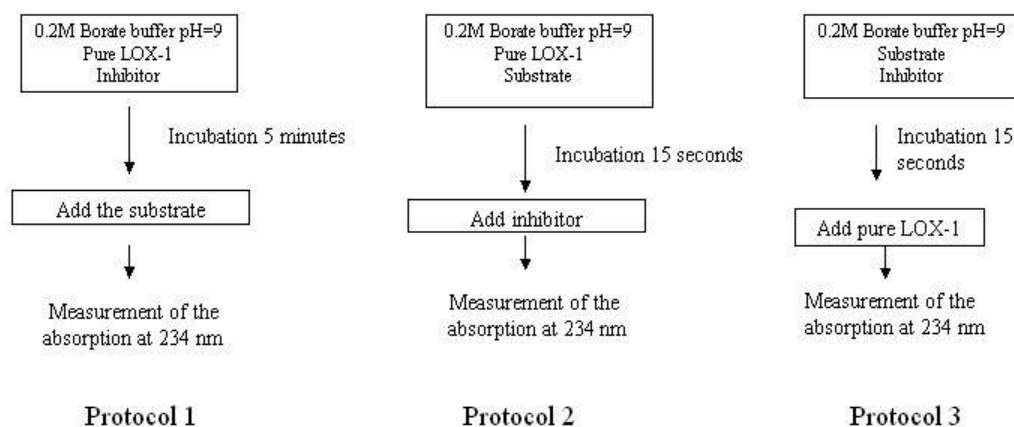 0.2M Borate buffer pH=9
Pure LOX-1
Inhibitor
Incubation 5 minutes
Add the substrate
Measurement of the
absorption at 234 nm
Protocol 1
0.2M Borate buffer pH=9
Pure LOX-1
Substrate
Incubation 15 seconds
Add inhibitor
Measurement of the
absorption at 234 nm
Protocol 2
0.2M Borate buffer pH=9
Substrate
Inhibitor
Incubation 15
seconds
Add pure LOX-1
Measurement of the
absorption at 234 nm
Protocol 3